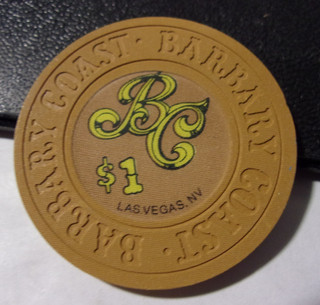 BARBARY COAST · BARBARY COAST ·
BC
$1
LAS VEGAS, NV